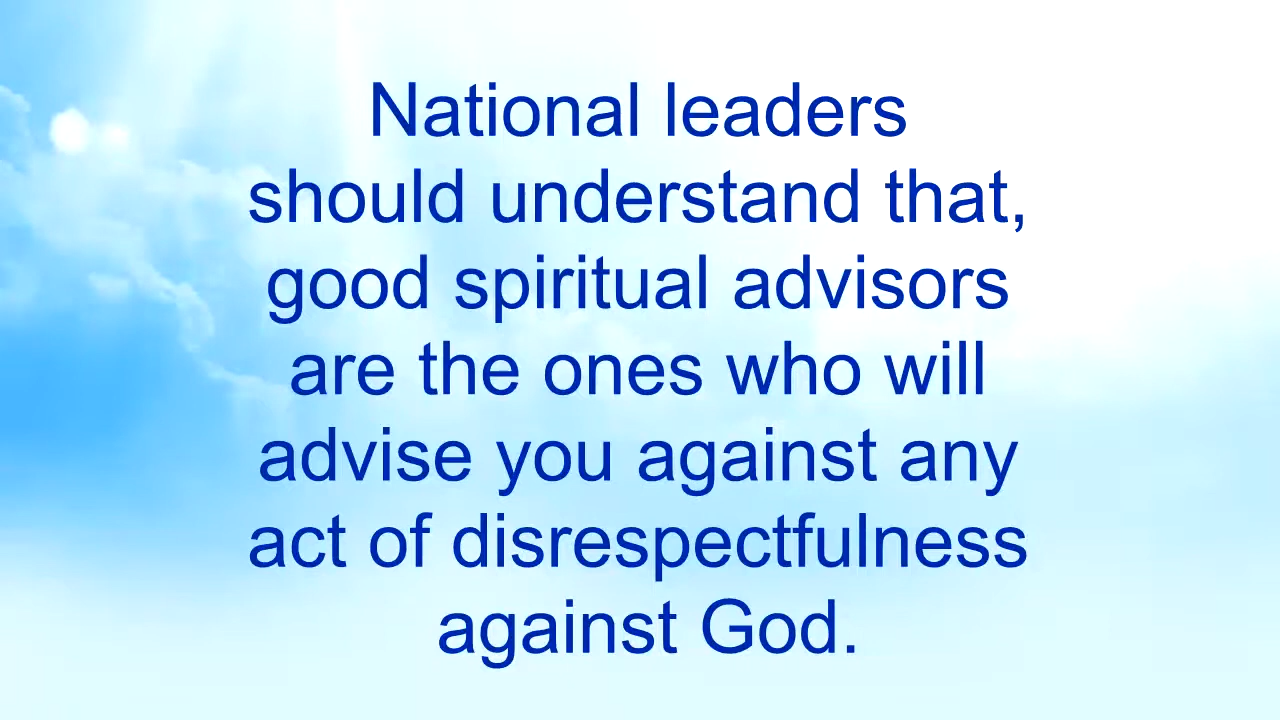 National leaders
should understand that,
good spiritual advisors
are the ones who will
advise you against any
act of disrespectfulness
against God.